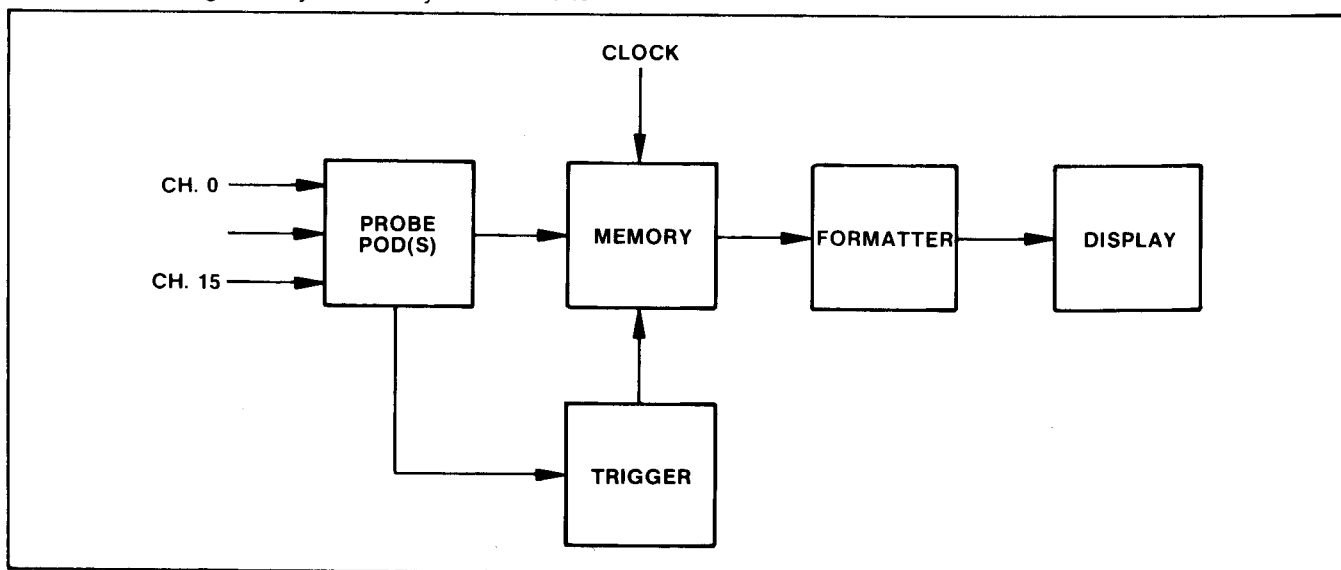 CLOCK
CH. 0
CH. 15
PROBE
POD(S)
MEMORY
FORMATTER
DISPLAY
TRIGGER